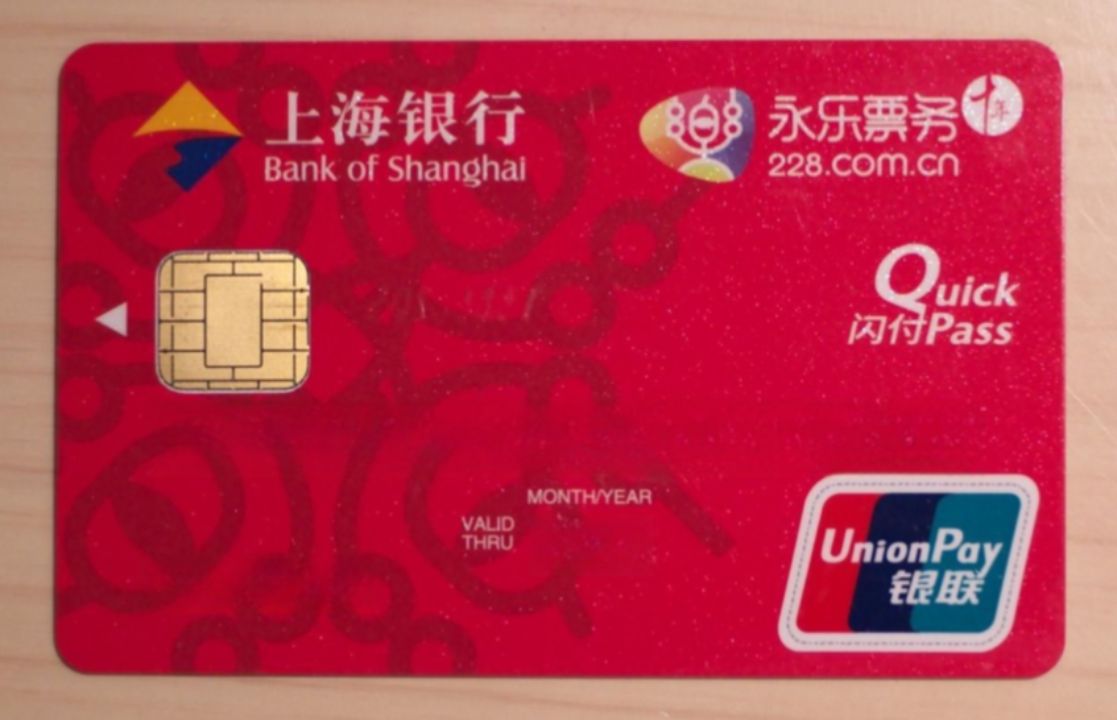 上海银行
Bank of Shanghai
永乐票务
十年
228.com.cn
Quick
闪付Pass
MONTH/YEAR
VALID
THRU
UnionPay
银联